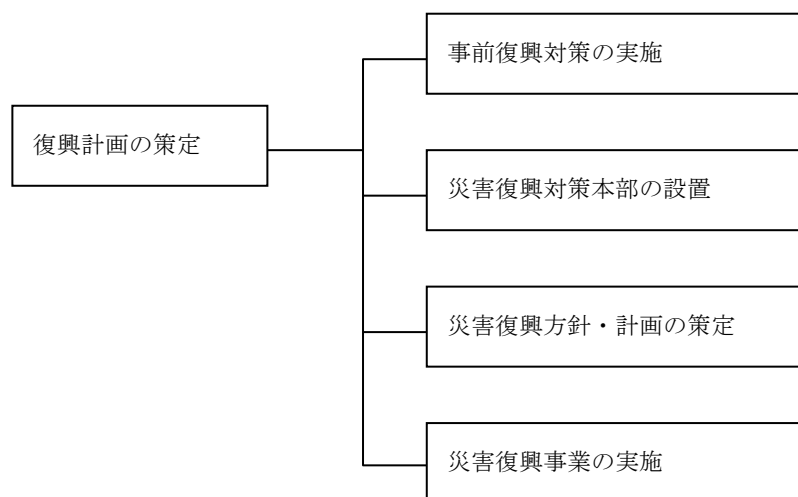 事前復興対策の実施
復興計画の策定
災害復興対策本部の設置
災害復興方針・計画の策定
災害復興事業の実施